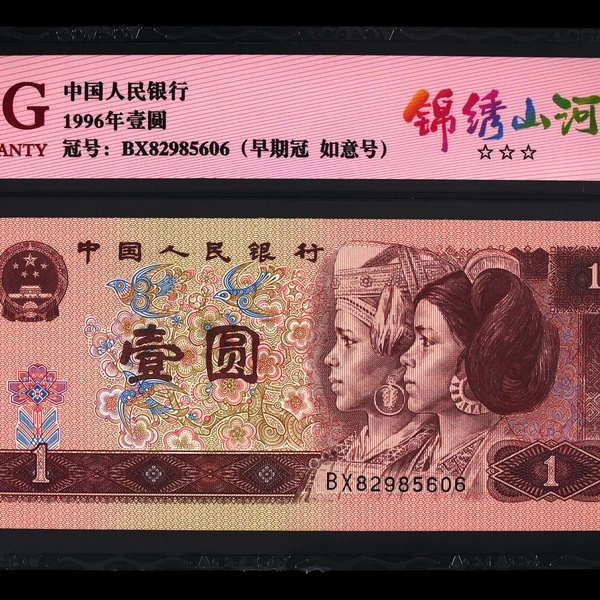 G
ANTY
中国人民银行
1996年壹圆
冠号：BX82985606（早期冠 如意号）
锦绣山河
☆☆☆
中国人民银行
1
壹圆
1
1
BX82985606